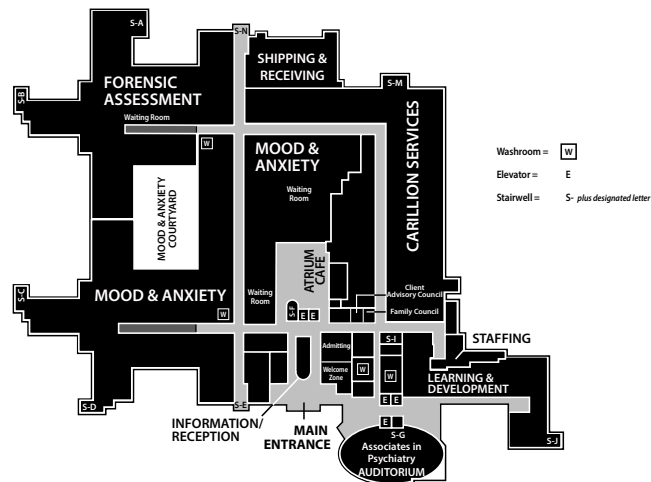 S-A
S-N
SHIPPING &
RECEIVING
FORENSIC
ASSESSMENT
S-M
S-B
Waiting Room
W
MOOD &
ANXIETY
Waiting
Room
CARILLION SERVICES
Washroom = W
Elevator = E
Stairwell = S- plus designated letter
MOOD & ANXIETY
COURTYARD
ATRIUM
CAFE
S-C
MOOD & ANXIETY
Waiting
Room
W
S-F
E E
Client
Advisory Council
Family Council
Admitting
S-I
STAFFING
Welcome
Zone
W
W
LEARNING &
DEVELOPMENT
S-D
S-E
E E
INFORMATION/
RECEPTION
MAIN
ENTRANCE
E
S-G
S-J
Associates in
Psychiatry
AUDITORIUM